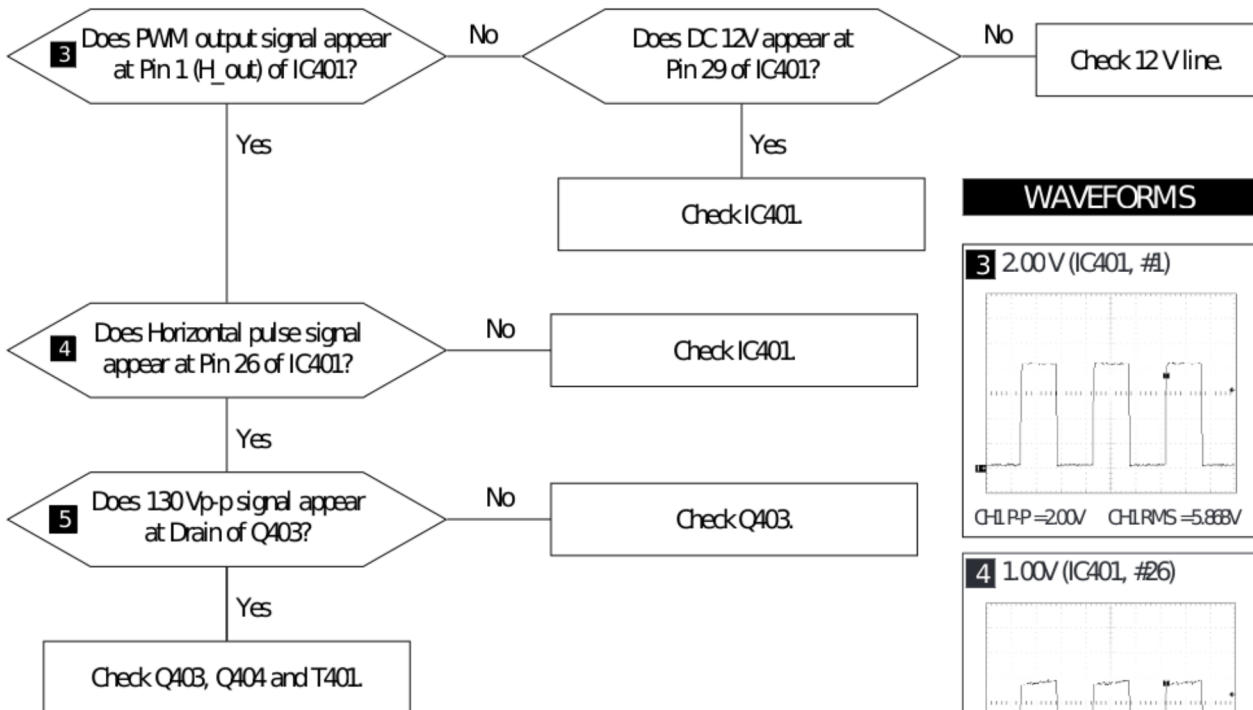 3 Does PWM output signal appear
at Pin 1 (H_out) of IC401?
No
Does DC 12V appear at
Pin 29 of IC401?
No
Check 12 V line.
Yes
Yes
Check IC401.
WAVEFORMS
3 2.00 V (IC401, #1)
CH1 P-P =2.00V CH1 RMS =5.868V
4 Does Horizontal pulse signal
appear at Pin 26 of IC401?
No
Check IC401.
Yes
5 Does 130 Vp-p signal appear
at Drain of Q403?
No
Check Q403.
4 1.00V (IC401, #26)
Yes
Check Q403, Q404 and T401.